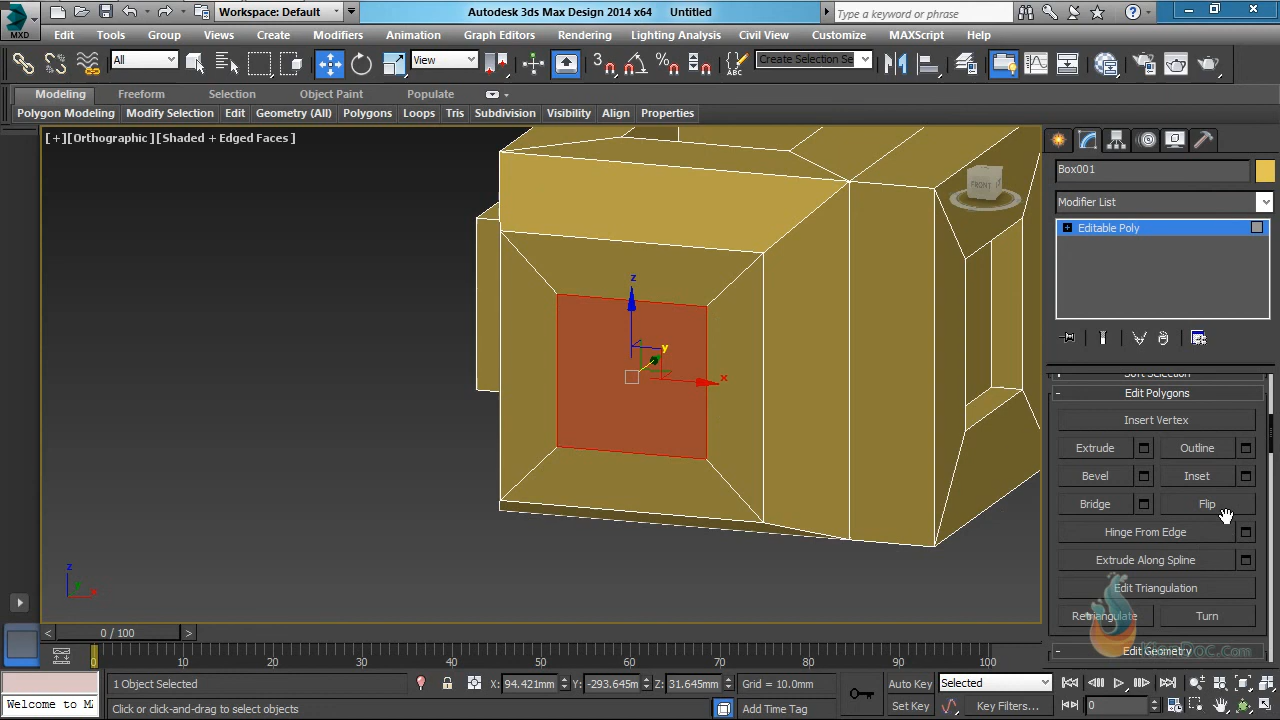 MXD
Workspace: Default
Autodesk 3ds Max Design 2014 x64 Untitled
Type a keyword or phrase
Edit Tools Group Views Create Modifiers Animation Graph Editors Rendering Lighting Analysis Civil View Customize MAXScript Help
All View 3 Create Selection Se
Modeling Freeform Selection Object Paint Populate
Polygon Modeling Modify Selection Edit Geometry (All) Polygons Loops Tris Subdivision Visibility Align Properties
[+][Orthographic][Shaded + Edged Faces]
FRONT
Box001
Modifier List
Editable Poly
z
y
x
Soft Selection
- Edit Polygons
Insert Vertex
Extrude Outline
Bevel Inset
Bridge Flip
Hinge From Edge
Extrude Along Spline
Edit Triangulation
Retriangulate Turn
- Edit Geometry
z
x
< 0 / 100 >
0 10 20 30 40 50 60 70 80 90 100
1 Object Selected X: 94.421mm Y: -293.645m Z: 31.645mm Grid = 10.0mm Auto Key Selected
Welcome to M Click or click-and-drag to select objects Add Time Tag Set Key Key Filters... 0